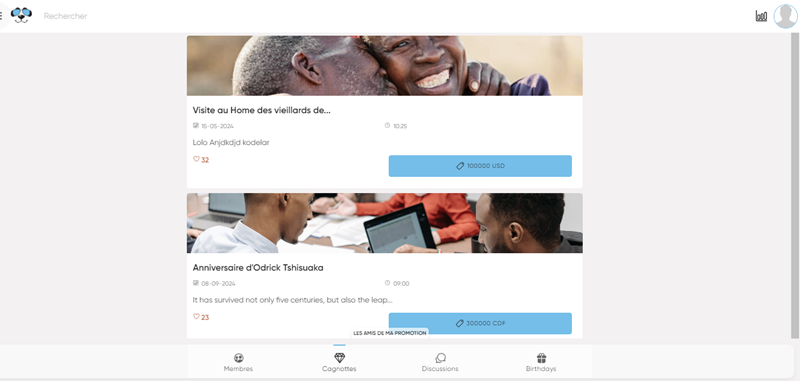 Rechercher
Visite au Home des vieillards de...
15-05-2024 10:25
Lolo Anjdkdjd kodelar
32
100000 USD
Anniversaire d'Odrick Tshisuaka
08-09-2024 09:00
It has survived not only five centuries, but also the leap...
23
300000 CDF
LES AMIS DE MA PROMOTION
Membres Cagnottes Discussions Birthdays